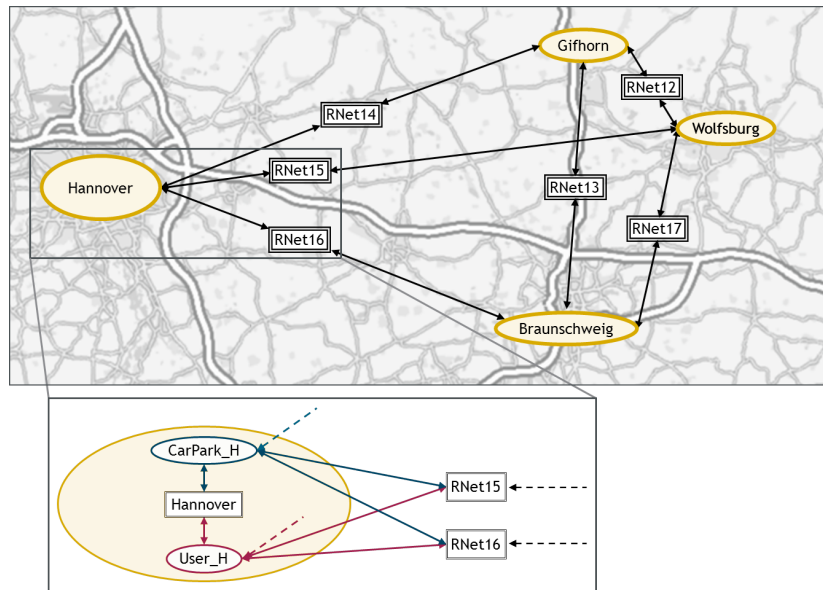 Gifhorn
RNet12
RNet14
Wolfsburg
RNet15
Hannover
RNet13
RNet17
RNet16
Braunschweig
CarPark_H
RNet15
Hannover
RNet16
User_H